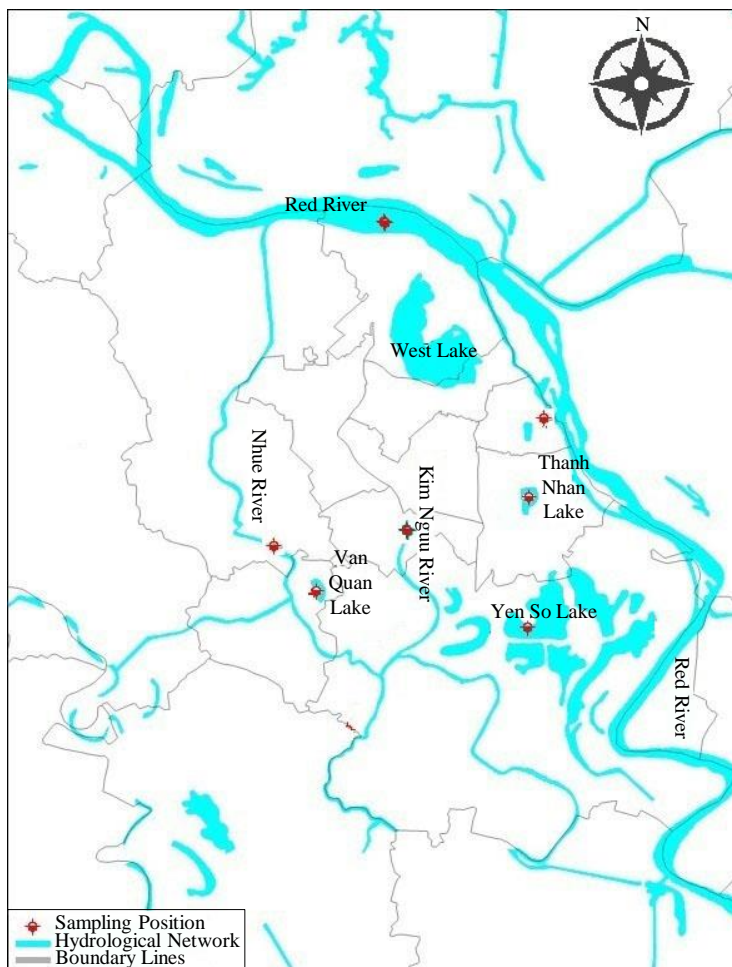 N
Red River
West Lake
Nhue River
Kim Nguu River
Thanh
Nhan
Lake
Van
Quan
Lake
Yen So Lake
Red River
Sampling Position
Hydrological Network
Boundary Lines